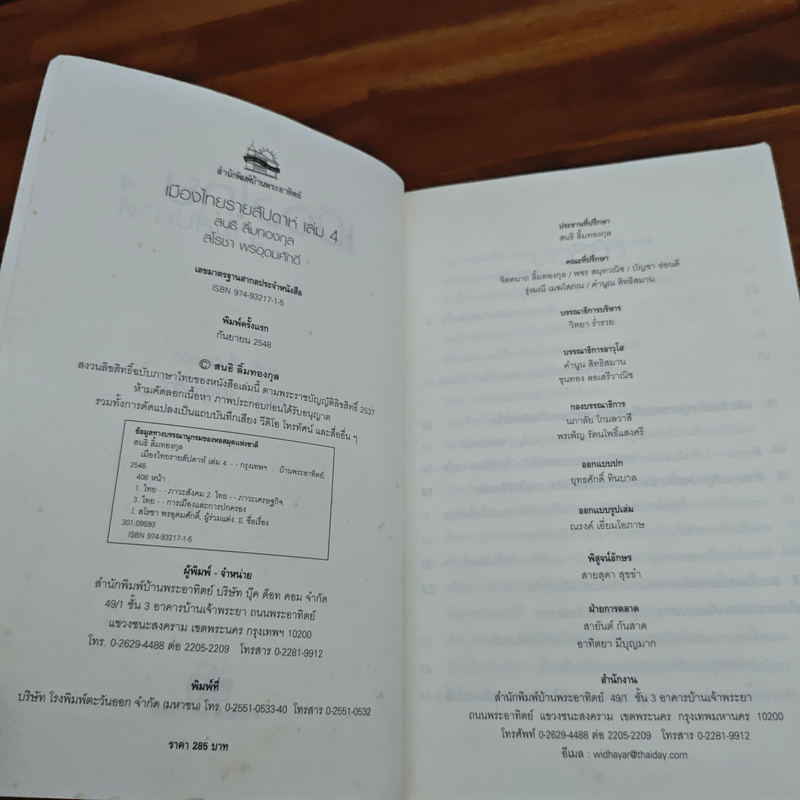 สำนักพิมพ์บ้านพระอาทิตย์
เมืองไทยรายสัปดาห์ เล่ม 4
สนธิ ลิ้มทองกุล
สโรชา พรอุดมศักดิ์
เลขมาตรฐานสากลประจำหนังสือ
ISBN 974-93217-1-5
พิมพ์ครั้งแรก
กันยายน 2548
© สนธิ ลิ้มทองกุล
สงวนลิขสิทธิ์ฉบับภาษาไทยของหนังสือเล่มนี้ ตามพระราชบัญญัติลิขสิทธิ์ 2537
ห้ามคัดลอกเนื้อหา ภาพประกอบก่อนได้รับอนุญาต
รวมทั้งการดัดแปลงเป็นแถบบันทึกเสียง วีดิโอ โทรทัศน์ และสื่ออื่น ๆ
ข้อมูลทางบรรณานุกรมของหอสมุดแห่งชาติ
สนธิ ลิ้มทองกุล
เมืองไทยรายสัปดาห์ เล่ม 4. - - กรุงเทพฯ : บ้านพระอาทิตย์,
2548.
408 หน้า.
1. ไทย - - ภาวะสังคม 2. ไทย - - ภาวะเศรษฐกิจ.
3. ไทย - - การเมืองและการปกครอง
I. สโรชา พรอุดมศักดิ์, ผู้ร่วมแต่ง. II. ชื่อเรื่อง
301.09593
ISBN 974-93217-1-5
ผู้พิมพ์ - จำหน่าย
สำนักพิมพ์บ้านพระอาทิตย์ บริษัท บุ๊ค ด็อท คอม จำกัด
49/1 ชั้น 3 อาคารบ้านเจ้าพระยา ถนนพระอาทิตย์
แขวงชนะสงคราม เขตพระนคร กรุงเทพฯ 10200
โทร. 0-2629-4488 ต่อ 2205-2209 โทรสาร 0-2281-9912
พิมพ์ที่
บริษัท โรงพิมพ์ตะวันออก จำกัด (มหาชน) โทร. 0-2551-0533-40 โทรสาร 0-2551-0532
ราคา 285 บาท
ประธานที่ปรึกษา
สนธิ ลิ้มทองกุล
คณะที่ปรึกษา
จิตตนาถ ลิ้มทองกุล / พชร สมุทวณิช / บัญชา อ่อนดี
รุ่งมณี เมฆโสภณ / คำนูณ สิทธิสมาน
บรรณาธิการบริหาร
วิทยา ร่ำรวย
บรรณาธิการอาวุโส
คำนูน สิทธิสมาน
ขุนทอง ลอเสรีวานิช
กองบรรณาธิการ
นภาลัย โกมลวาสี
พรเพ็ญ รัตนโพธิ์แสงศรี
ออกแบบปก
ยุทธศักดิ์ ทินบาล
ออกแบบรูปเล่ม
ณรงค์ เอี่ยมโอภาษ
พิสูจน์อักษร
สายสุดา สุขขำ
ฝ่ายการตลาด
สายันต์ กันสาด
อาทิตยา มีบุญมาก
สำนักงาน
สำนักพิมพ์บ้านพระอาทิตย์ 49/1 ชั้น 3 อาคารบ้านเจ้าพระยา
ถนนพระอาทิตย์ แขวงชนะสงคราม เขตพระนคร กรุงเทพมหานคร 10200
โทรศัพท์ 0-2629-4488 ต่อ 2205-2209 โทรสาร 0-2281-9912
อีเมล : widhayar@thaiday.com